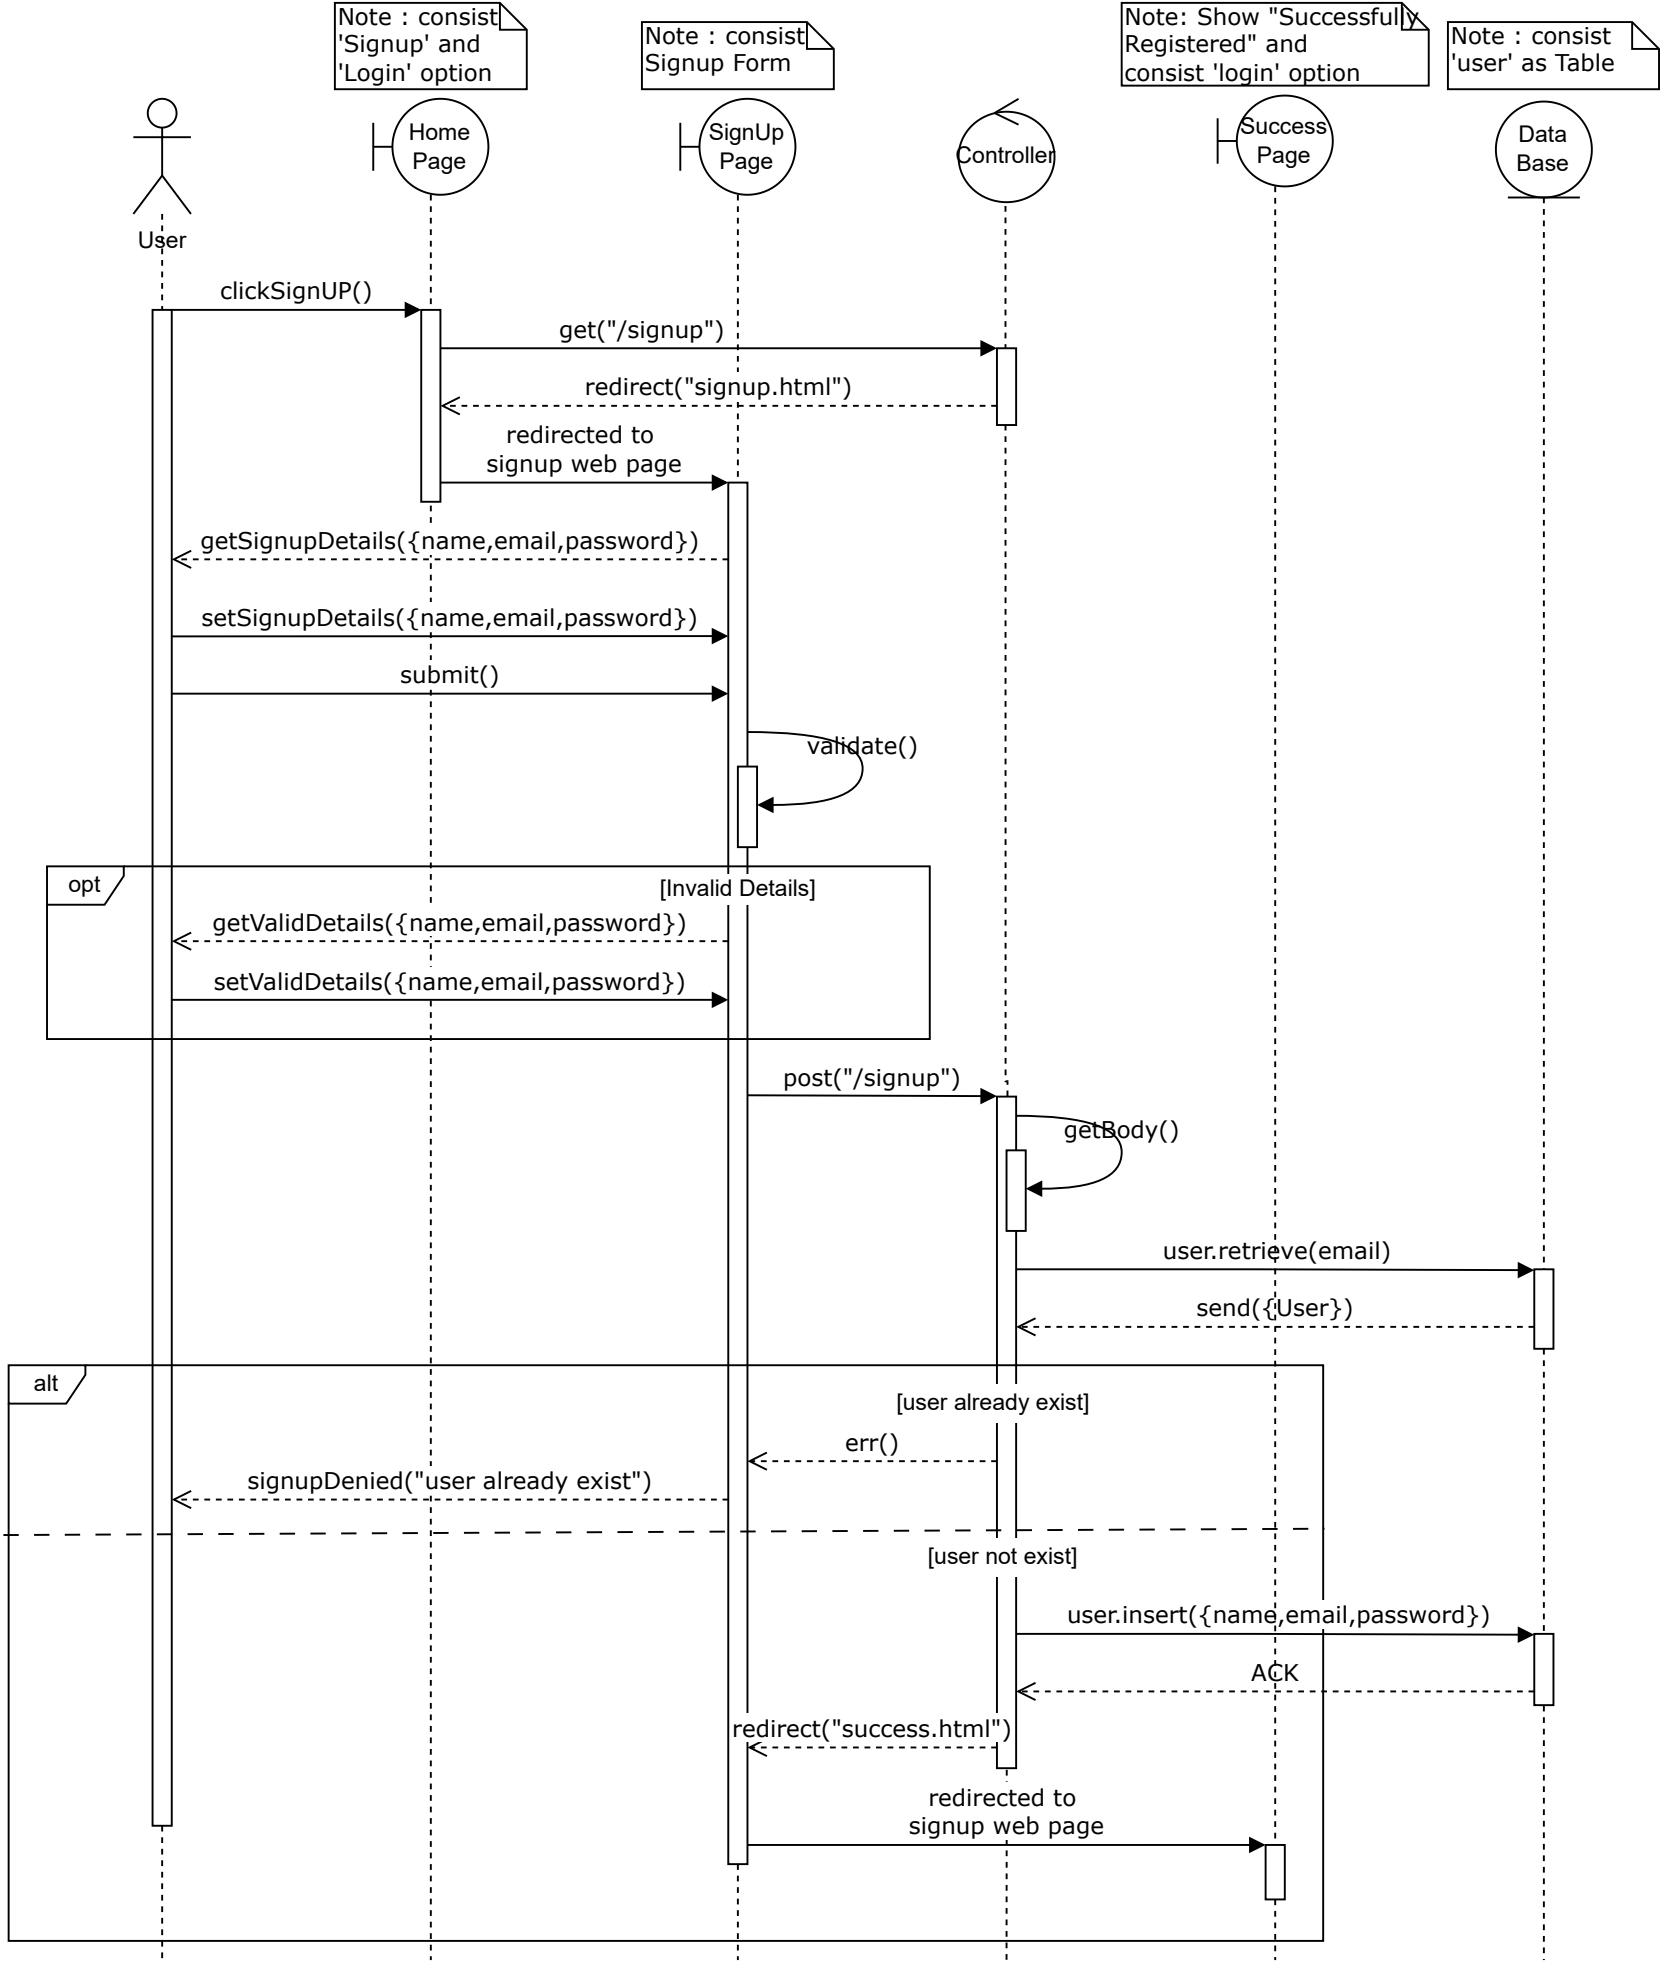 Note : consist
'Signup' and
'Login' option
Note : consist
Signup Form
Note: Show "Successfully
Registered" and
consist 'login' option
Note : consist
'user' as Table
Home
Page
SignUp
Page
Controller
Success
Page
Data
Base
User
clickSignUP()
get("/signup")
redirect("signup.html")
redirected to
signup web page
getSignupDetails({name,email,password})
setSignupDetails({name,email,password})
submit()
validate()
opt
[Invalid Details]
getValidDetails({name,email,password})
setValidDetails({name,email,password})
post("/signup")
getBody()
user.retrieve(email)
send({User})
alt
[user already exist]
err()
signupDenied("user already exist")
[user not exist]
user.insert({name,email,password})
ACK
redirect("success.html")
redirected to
signup web page